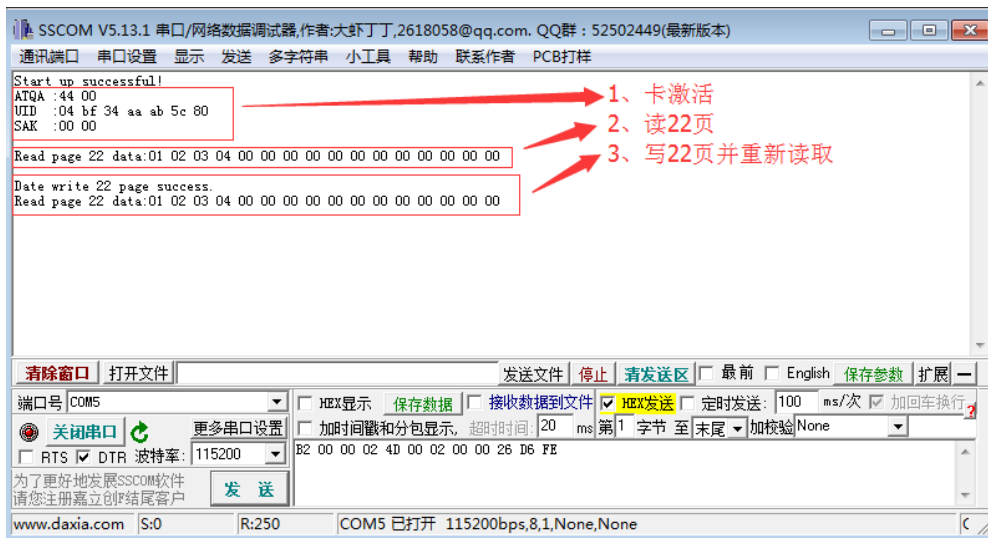 SSCOM V5.13.1 串口/网络数据调试器,作者:大虾丁丁,2618058@qq.com. QQ群：52502449(最新版本)
通讯端口 串口设置 显示 发送 多字符串 小工具 帮助 联系作者 PCB打样
Start up successful!
ATQA :44 00
UID :04 bf 34 aa ab 5c 80
SAK :00 00
1、卡激活
2、读22页
Read page 22 data:01 02 03 04 00 00 00 00 00 00 00 00 00 00 00 00
3、写22页并重新读取
Date write 22 page success.
Read page 22 data:01 02 03 04 00 00 00 00 00 00 00 00 00 00 00 00
清除窗口 打开文件 发送文件 停止 清发送区 最前 English 保存参数 扩展 —
端口号 COM5 HEX显示 保存数据 接收数据到文件 HEX发送 定时发送: 100 ms/次 加回车换行 ?
关闭串口 更多串口设置 加时间戳和分包显示, 超时时间: 20 ms 第1 字节 至 末尾 加校验 None
RTS DTR 波特率: 115200 B2 00 00 02 4D 00 02 00 00 26 D6 FE
为了更好地发展SSCOM软件
请您注册嘉立创F结尾客户
发 送
www.daxia.com S:0 R:250 COM5 已打开 115200bps,8,1,None,None